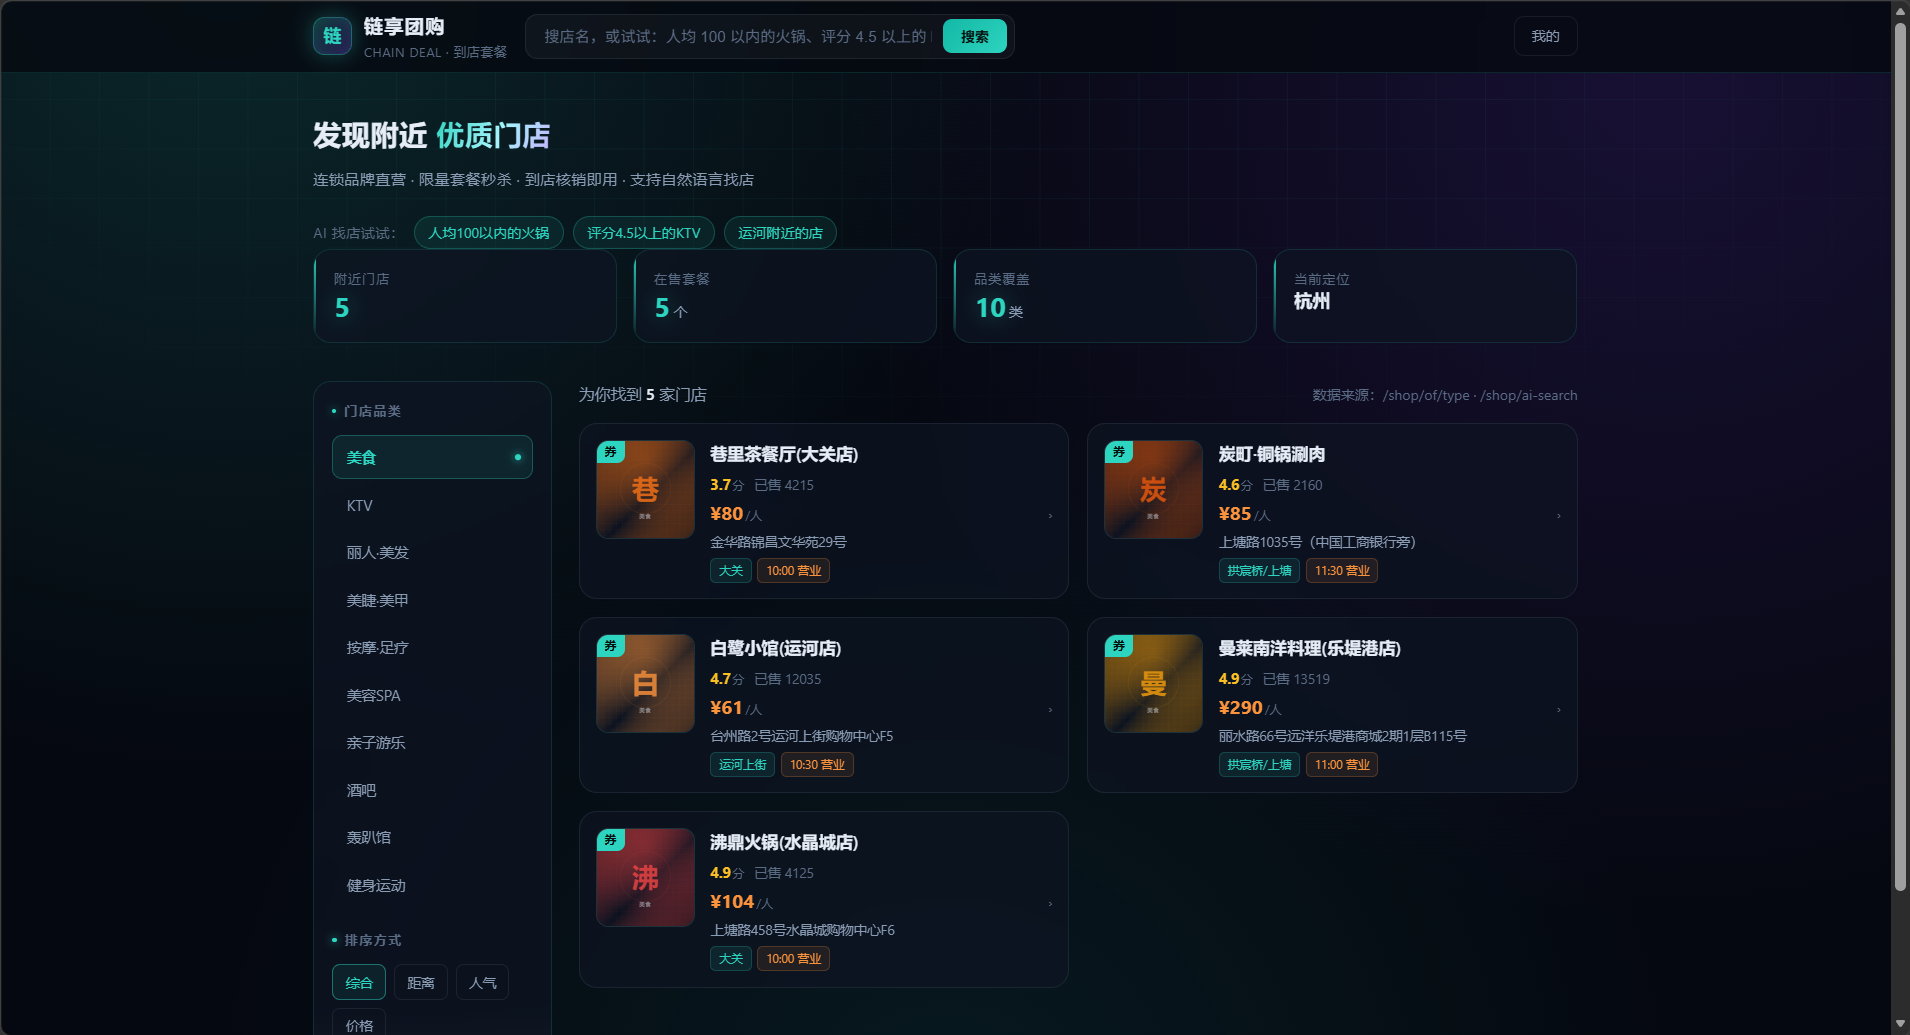 链
链享团购
CHAIN DEAL · 到店套餐
搜店名，或试试：人均 100 以内的火锅、评分 4.5 以上的
搜索
我的
发现附近 优质门店
连锁品牌直营 · 限量套餐秒杀 · 到店核销即用 · 支持自然语言找店
AI 找店试试：
人均100以内的火锅
评分4.5以上的KTV
运河附近的店
附近门店
5
在售套餐
5 个
品类覆盖
10 类
当前定位
杭州
门店品类
美食
KTV
丽人·美发
美睫·美甲
按摩·足疗
美容SPA
亲子游乐
酒吧
轰趴馆
健身运动
排序方式
综合
距离
人气
价格
为你找到 5 家门店
数据来源：/shop/of/type · /shop/ai-search
券
巷
美食
巷里茶餐厅(大关店)
3.7分 已售 4215
¥80/人
金华路锦昌文华苑29号
大关
10:00 营业
›
券
炭
美食
炭町·铜锅涮肉
4.6分 已售 2160
¥85/人
上塘路1035号（中国工商银行旁）
拱宸桥/上塘
11:30 营业
›
券
白
美食
白鹭小馆(运河店)
4.7分 已售 12035
¥61/人
台州路2号运河上街购物中心F5
运河上街
10:30 营业
›
券
曼
美食
曼莱南洋料理(乐堤港店)
4.9分 已售 13519
¥290/人
丽水路66号远洋乐堤港商城2期1层B115号
拱宸桥/上塘
11:00 营业
›
券
沸
美食
沸鼎火锅(水晶城店)
4.9分 已售 4125
¥104/人
上塘路458号水晶城购物中心F6
大关
10:00 营业
›